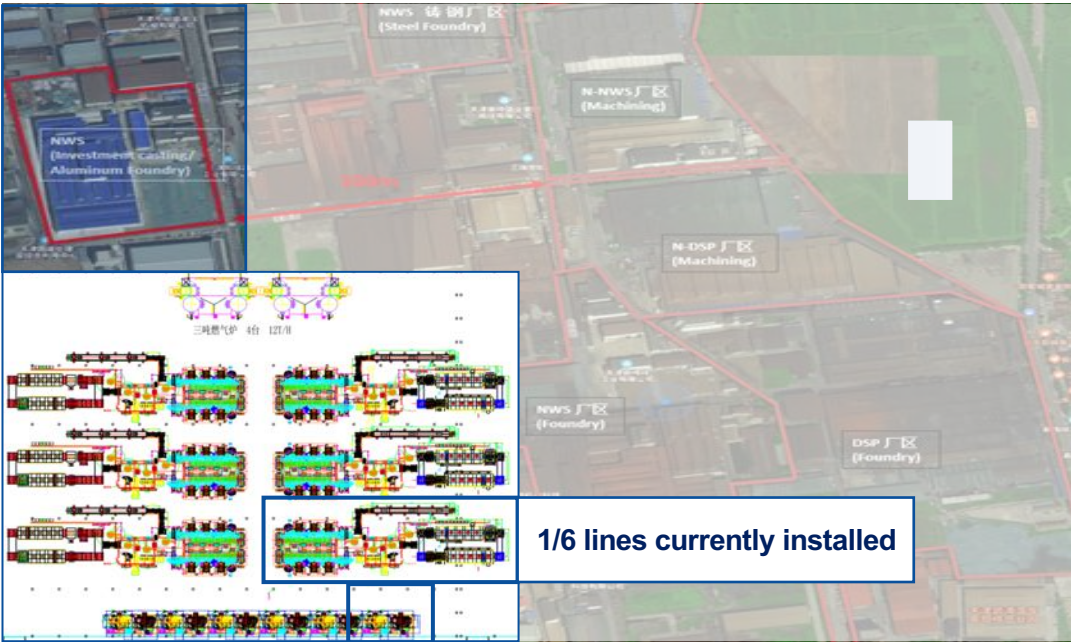 NWS 铸 钢 厂 区
(Steel Foundry)
N-NWS 厂 区
(Machining)
NWS
(Investment casting/
Aluminum Foundry)
N-DSP 厂 区
(Machining)
三吨燃气炉 4台 12T/H
NWS 厂 区
(Foundry)
DSP 厂 区
(Foundry)
1/6 lines currently installed